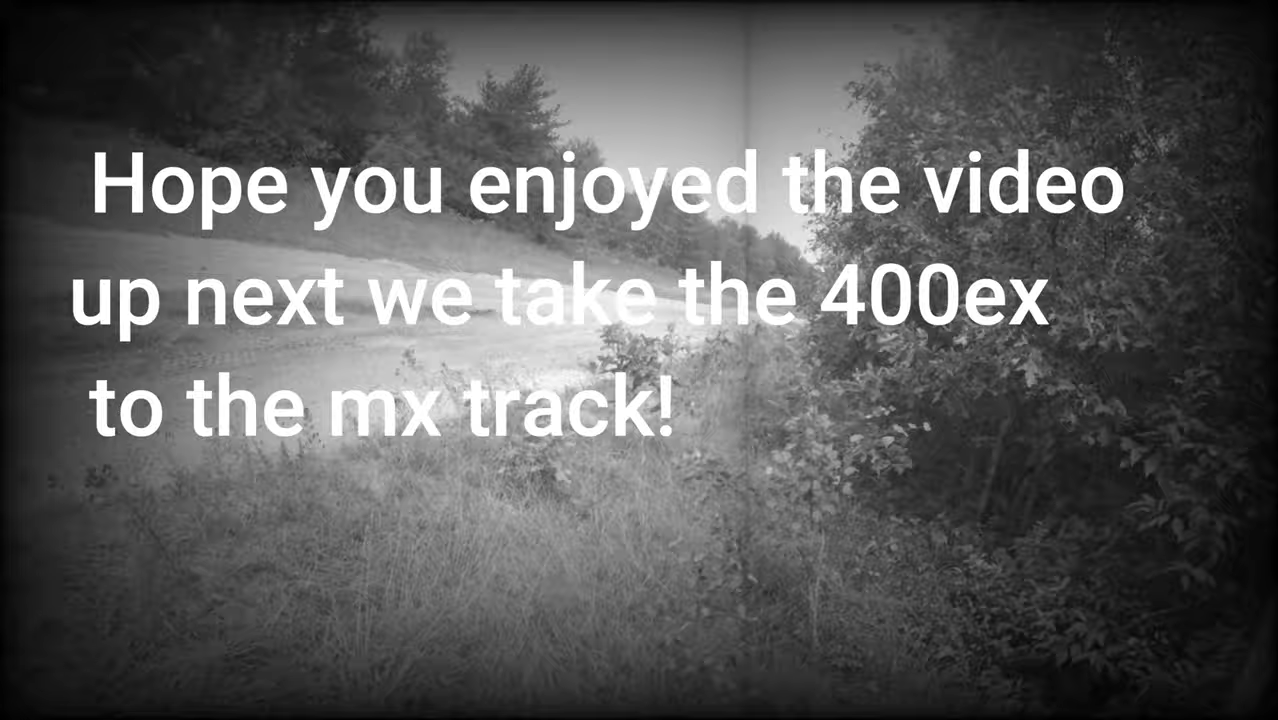 Hope you enjoyed the video
up next we take the 400ex
to the mx track!